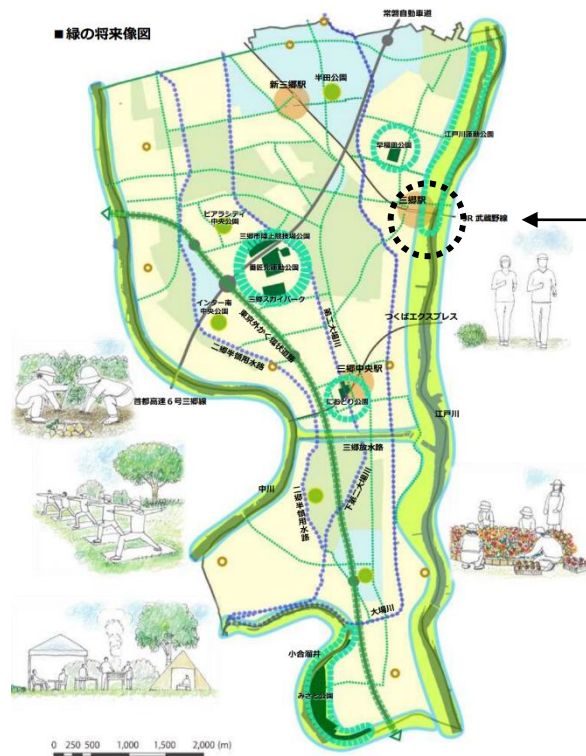 ■緑の将来像図
常磐自動車道
新三郷駅
半田公園
江戸川運動公園
早稲田公園
三郷駅
JR 武蔵野線
ピアラシティ
中央公園
三郷市陸上競技場公園
番匠免運動公園
三郷スカイパーク
インター南
中央公園
東京外かく環状道路
第二大場川
つくばエクスプレス
二郷半領用水路
三郷中央駅
におどり公園
首都高速6号三郷線
江戸川
三郷放水路
中川
二郷半領用水路
下第二大場川
大場川
小合溜井
みさと公園
0 250 500 1,000 1,500 2,000 (m)